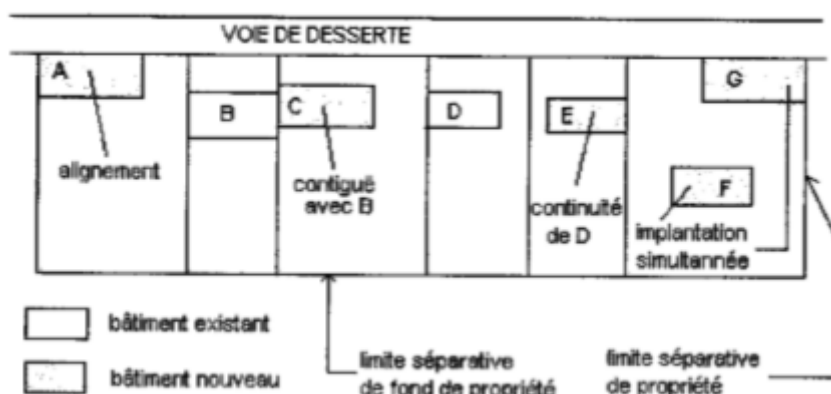 VOIE DE DESSERTE
A
B
C
D
E
F
G
alignement
contiguë
avec B
continuité
de D
implantation
simultannée
bâtiment existant
bâtiment nouveau
limite séparative
de fond de propriété
limite séparative
de propriété